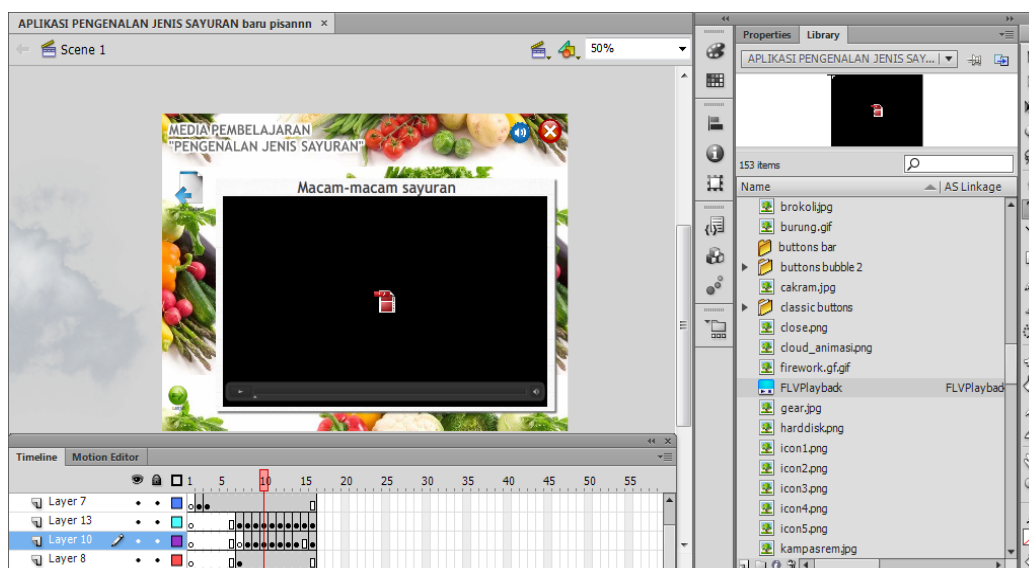 APLIKASI PENGENALAN JENIS SAYURAN baru pisannn ×
Scene 1
50%
MEDIA PEMBELAJARAN
"PENGENALAN JENIS SAYURAN"
Macam-macam sayuran
Timeline Motion Editor
1 5 10 15 20 25 30 35 40 45 50 55
Layer 7
Layer 13
Layer 10
Layer 8
Properties Library
APLIKASI PENGENALAN JENIS SAY...
153 items
Name AS Linkage
brokoli.jpg
burung.gif
buttons bar
buttons bubble 2
cakram.jpg
classic buttons
close.png
cloud_animasi.png
firework.gf.gif
FLVPlayback FLVPlaybad
gear.jpg
harddisk.png
icon1.png
icon2.png
icon3.png
icon4.png
icon5.png
kampasrem.jpg